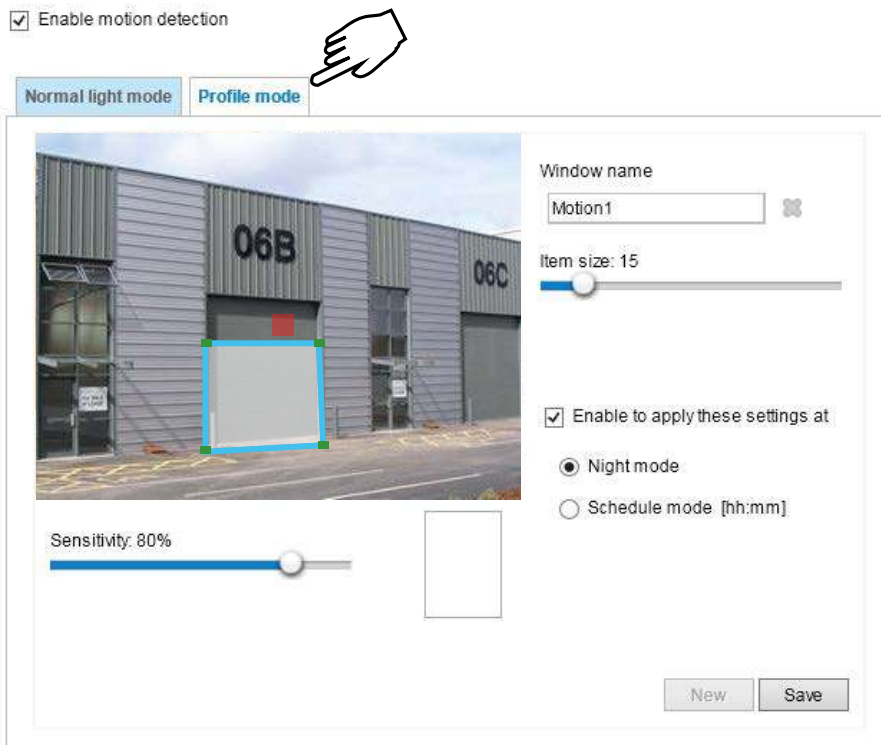 Enable motion detection
Normal light mode
Profile mode
Window name
Motion1
Item size: 15
06B
06C
Enable to apply these settings at
Night mode
Schedule mode [hh:mm]
Sensitivity: 80%
New
Save